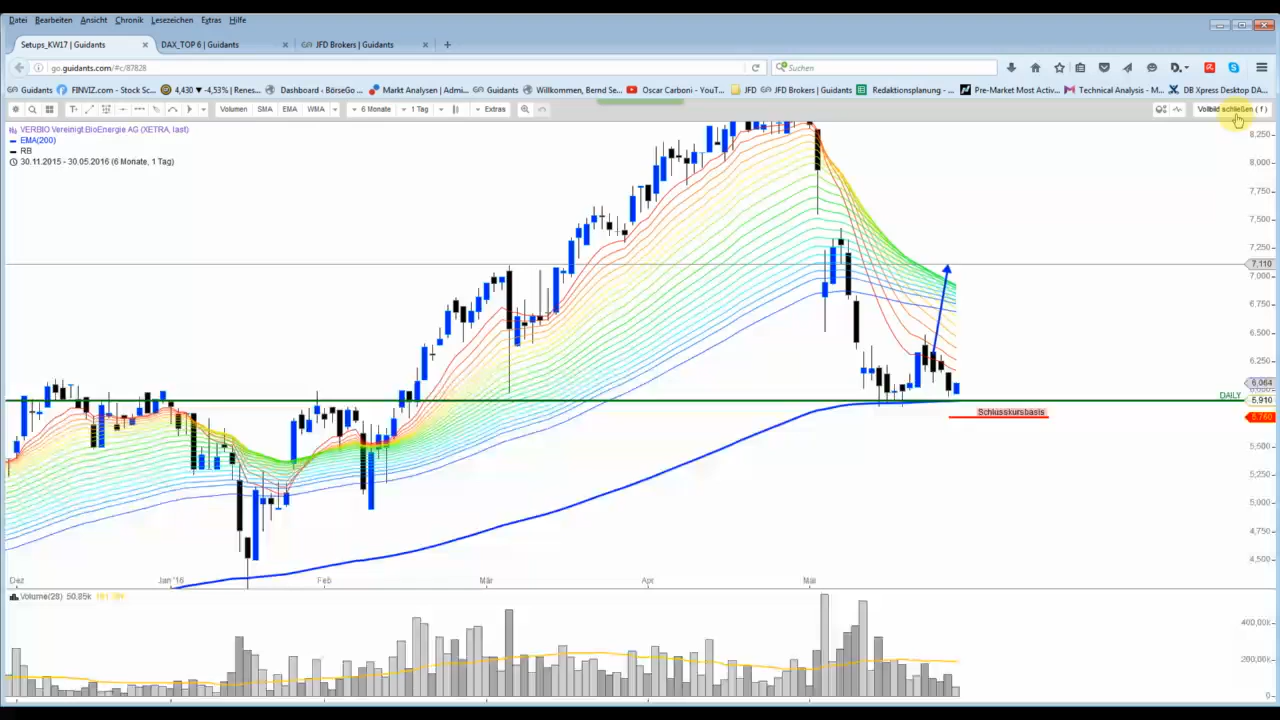 Datei Bearbeiten Ansicht Chronik Lesezeichen Extras Hilfe
Setups_KW17 | Guidants DAX_TOP 6 | Guidants JFD Brokers | Guidants
go.guidants.com/#c/87828 Suchen
Guidants FINVIZ.com - Stock Sc... 4,430 -4,53% | Renes... Dashboard - BörseGo ... Markt Analysen | Admi... Guidants Willkommen, Bernd Se... Oscar Carboni - YouT... JFD JFD Brokers | Guidants Redaktionsplanung - ... Pre-Market Most Activ... Technical Analysis - M... DB Xpress Desktop DA...
Volumen SMA EMA WMA 6 Monate 1 Tag Extras Vollbild schließen ( f )
VERBIO Vereinigt BioEnergie AG (XETRA, last)
EMA(200)
RB
30.11.2015 - 30.05.2016 (6 Monate, 1 Tag)
8,250
8,000
7,750
7,500
7,250
7,110
7,000
6,750
6,500
6,250
6,064
DAILY 5,910
Schlusskursbasis
5,760
5,500
5,250
5,000
4,750
4,500
Dez Jan '16 Feb Mär Apr Mai
Volume(20) 50,85k
400,00k
200,00k
0